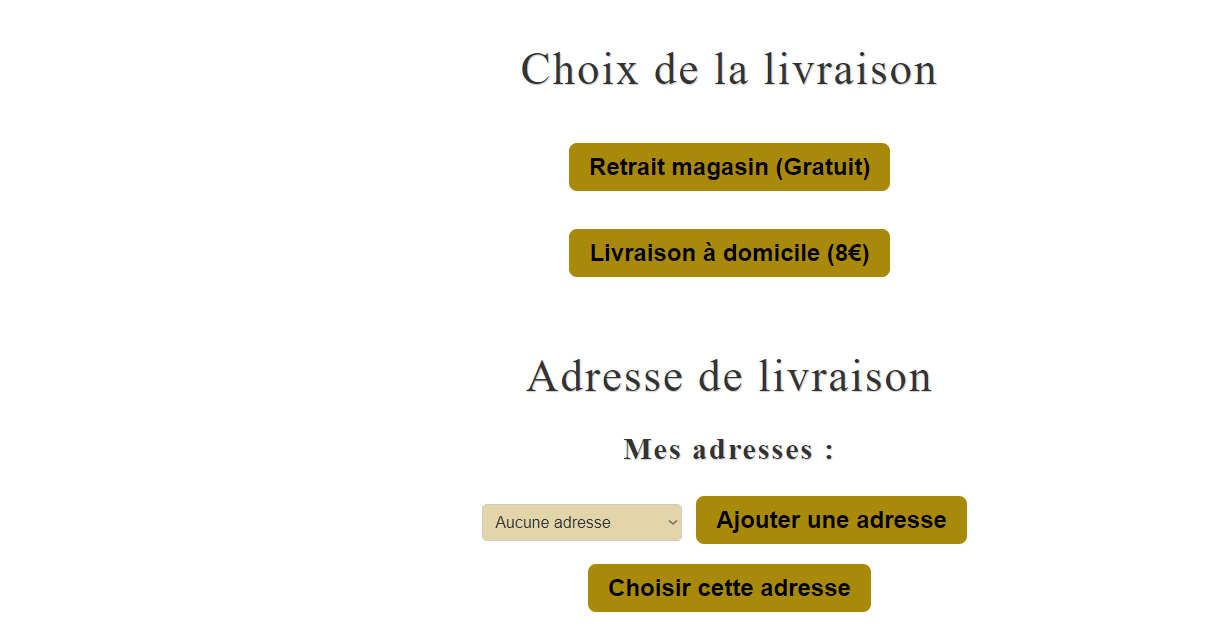 Choix de la livraison
Retrait magasin (Gratuit)
Livraison à domicile (8€)
Adresse de livraison
Mes adresses :
Aucune adresse Ajouter une adresse
Choisir cette adresse